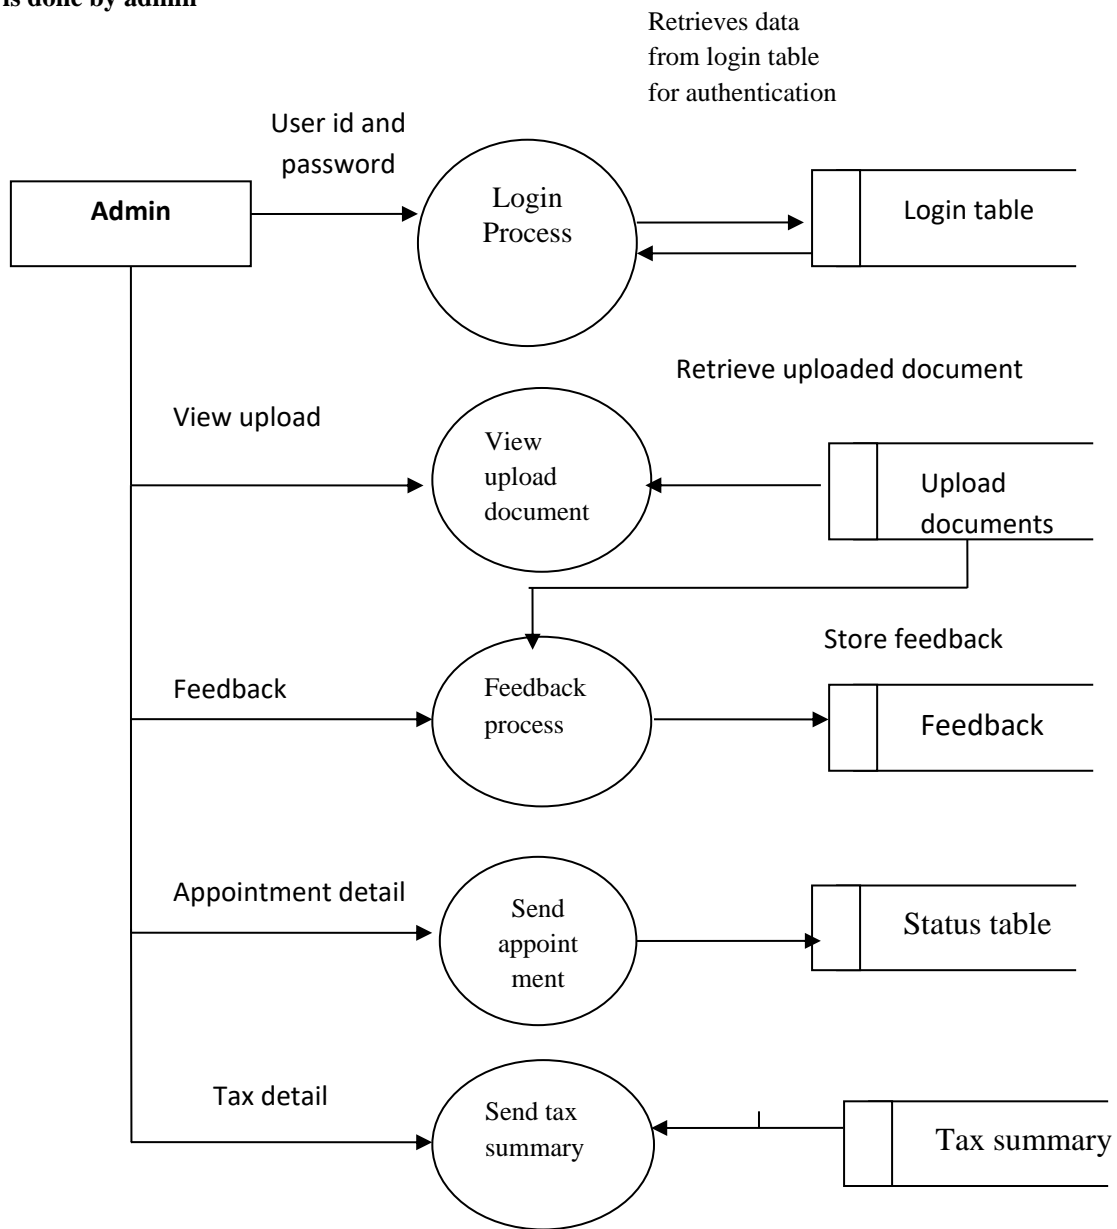 is done by admin
Retrieves data
from login table
for authentication
User id and
password
Admin
Login
Process
Login table
Retrieve uploaded document
View upload
View
upload
document
Upload
documents
Store feedback
Feedback
Feedback
process
Feedback
Appointment detail
Send
appoint
ment
Status table
Tax detail
Send tax
summary
Tax summary